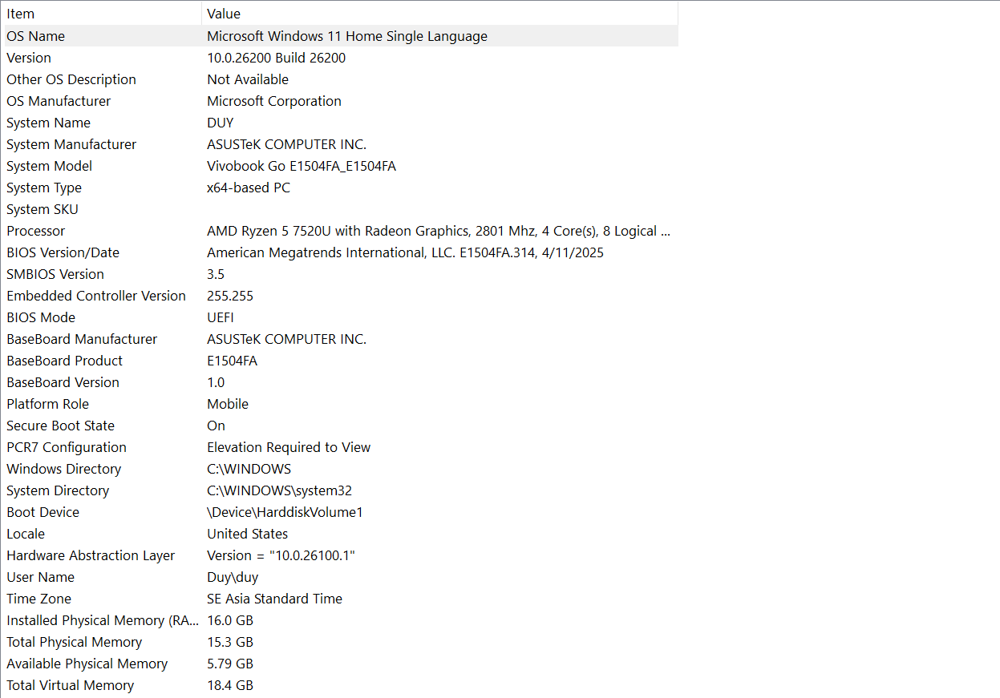 Item Value
OS Name Microsoft Windows 11 Home Single Language
Version 10.0.26200 Build 26200
Other OS Description Not Available
OS Manufacturer Microsoft Corporation
System Name DUY
System Manufacturer ASUSTeK COMPUTER INC.
System Model Vivobook Go E1504FA_E1504FA
System Type x64-based PC
System SKU
Processor AMD Ryzen 5 7520U with Radeon Graphics, 2801 Mhz, 4 Core(s), 8 Logical ...
BIOS Version/Date American Megatrends International, LLC. E1504FA.314, 4/11/2025
SMBIOS Version 3.5
Embedded Controller Version 255.255
BIOS Mode UEFI
BaseBoard Manufacturer ASUSTeK COMPUTER INC.
BaseBoard Product E1504FA
BaseBoard Version 1.0
Platform Role Mobile
Secure Boot State On
PCR7 Configuration Elevation Required to View
Windows Directory C:\WINDOWS
System Directory C:\WINDOWS\system32
Boot Device \Device\HarddiskVolume1
Locale United States
Hardware Abstraction Layer Version = "10.0.26100.1"
User Name Duy\duy
Time Zone SE Asia Standard Time
Installed Physical Memory (RA... 16.0 GB
Total Physical Memory 15.3 GB
Available Physical Memory 5.79 GB
Total Virtual Memory 18.4 GB